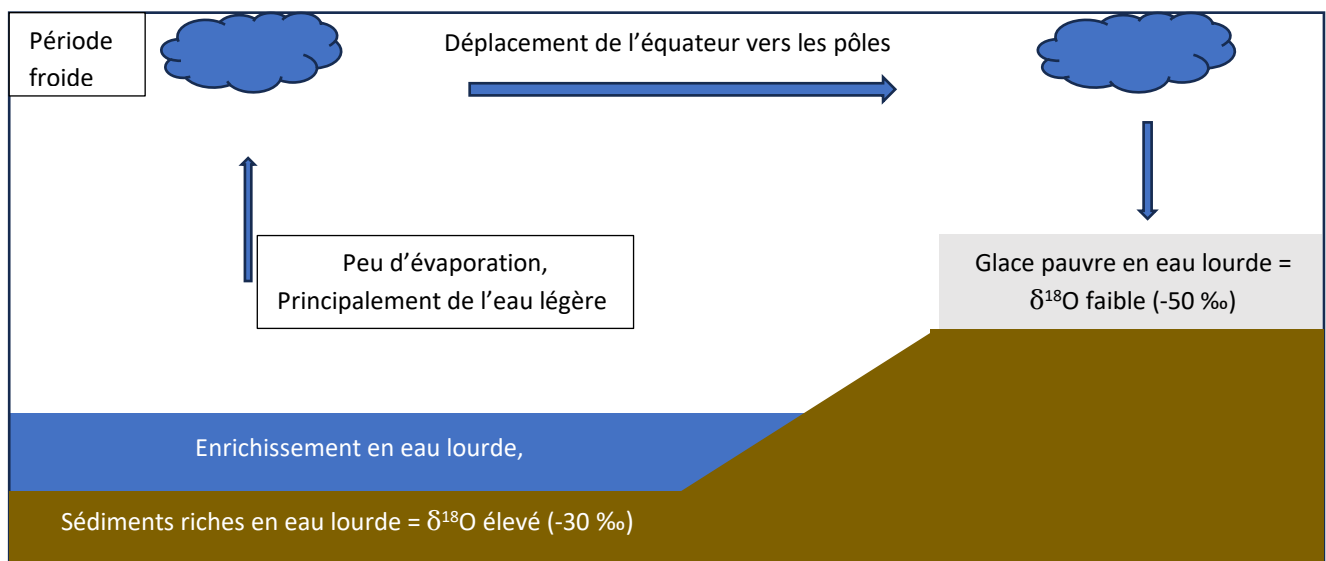 Période
froide
Déplacement de l’équateur vers les pôles
Peu d’évaporation,
Principalement de l’eau légère
Glace pauvre en eau lourde =
δ¹⁸O faible (-50 ‰)
Enrichissement en eau lourde,
Sédiments riches en eau lourde = δ¹⁸O élevé (-30 ‰)